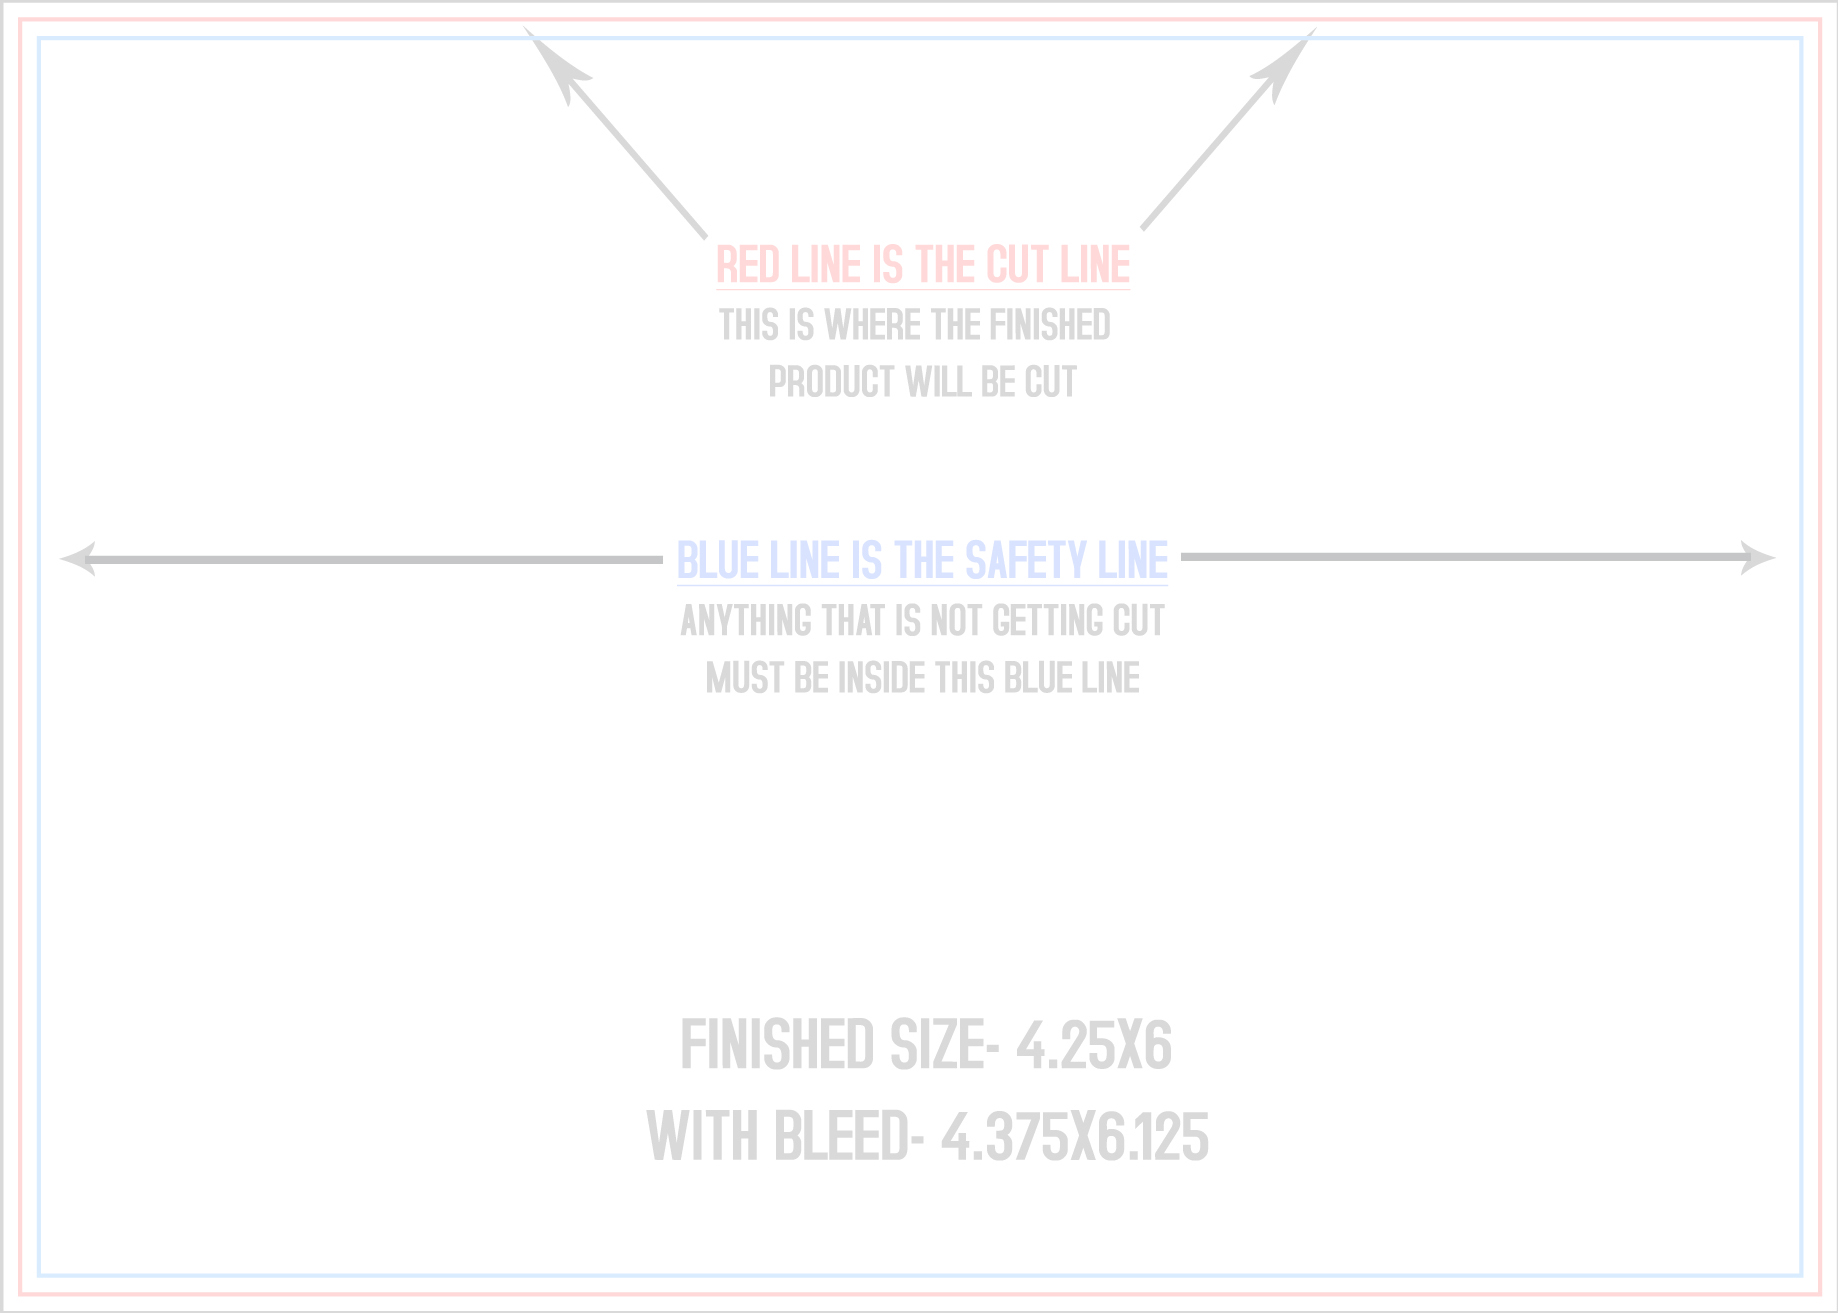 RED LINE IS THE CUT LINE
THIS IS WHERE THE FINISHED
PRODUCT WILL BE CUT
BLUE LINE IS THE SAFETY LINE
ANYTHING THAT IS NOT GETTING CUT
MUST BE INSIDE THIS BLUE LINE
FINISHED SIZE- 4.25X6
WITH BLEED- 4.375X6.125